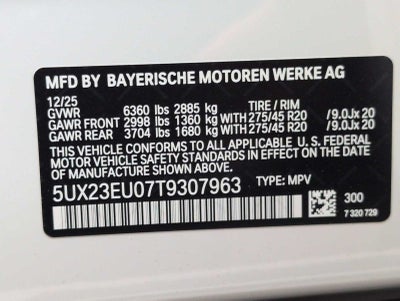 MFD BY BAYERISCHE MOTOREN WERKE AG
12/25
GVWR 6360 lbs 2885 kg TIRE / RIM
GAWR FRONT 2998 lbs 1360 kg WITH 275/45 R20 /9.0Jx 20
GAWR REAR 3704 lbs 1680 kg WITH 275/45 R20 /9.0Jx 20
THIS VEHICLE CONFORMS TO ALL APPLICABLE U. S. FEDERAL
MOTOR VEHICLE SAFETY STANDARDS IN EFFECT ON THE
DATE OF MANUFACTURE SHOWN ABOVE.
5UX23EU07T9307963 TYPE: MPV
300
7 320 729